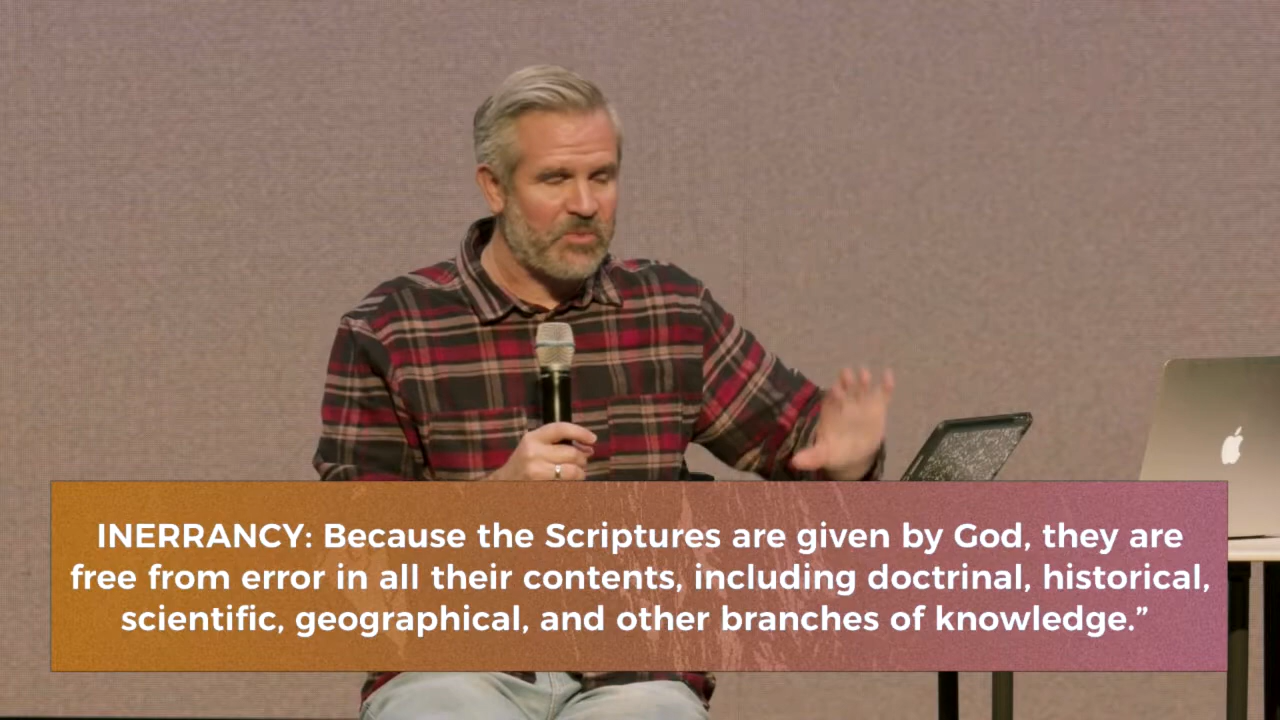 INERRANCY: Because the Scriptures are given by God, they are
free from error in all their contents, including doctrinal, historical,
scientific, geographical, and other branches of knowledge.”